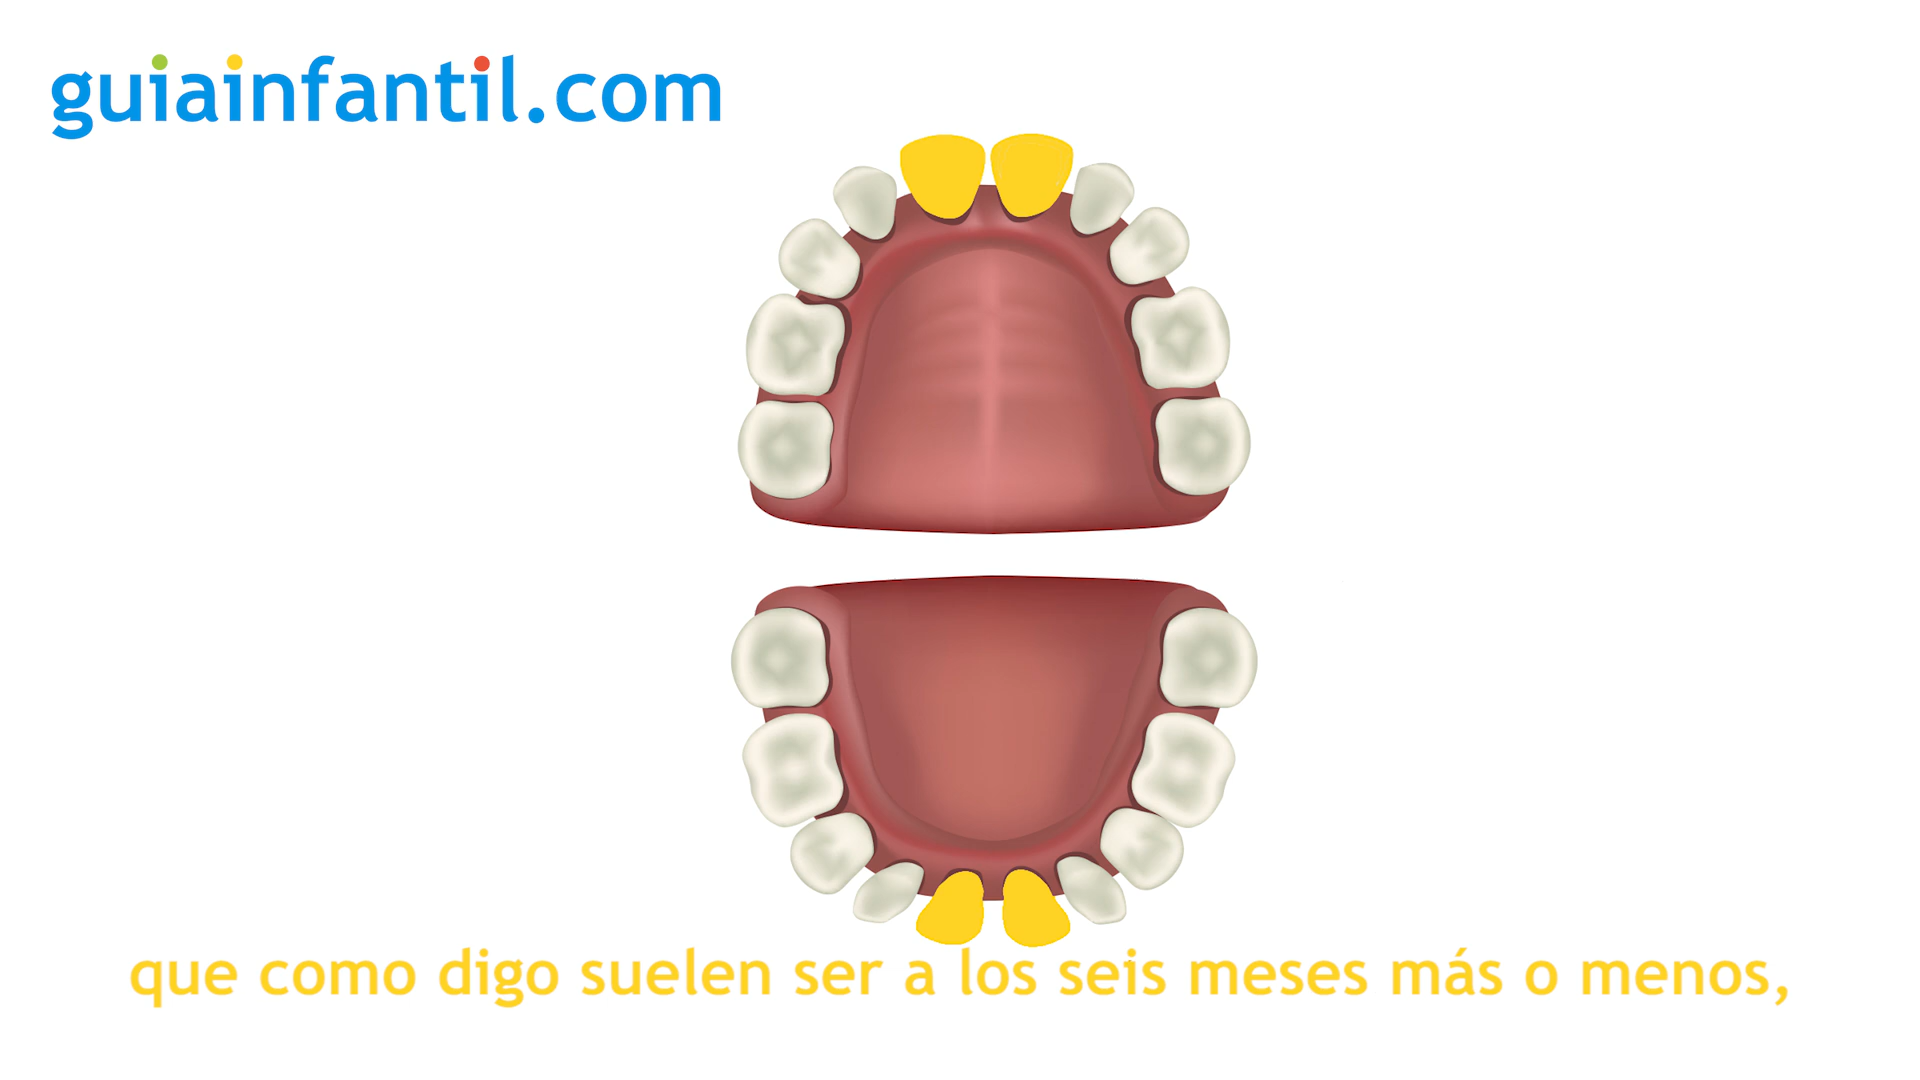 guiainfantil.com
que como digo suelen ser a los seis meses más o menos,